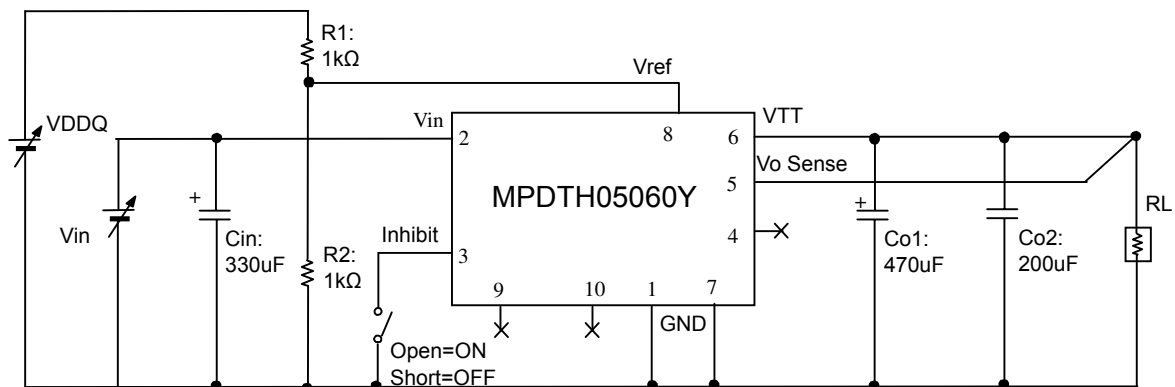 R1:
1kΩ
Vref
VDDQ
Vin
2
8
6
VTT
Vo Sense
5
MPDTH05060Y
RL
+
+
Vin
Cin:
330uF
Inhibit
3
4
Co1:
470uF
Co2:
200uF
R2:
1kΩ
9
10
1
7
GND
Open=ON
Short=OFF